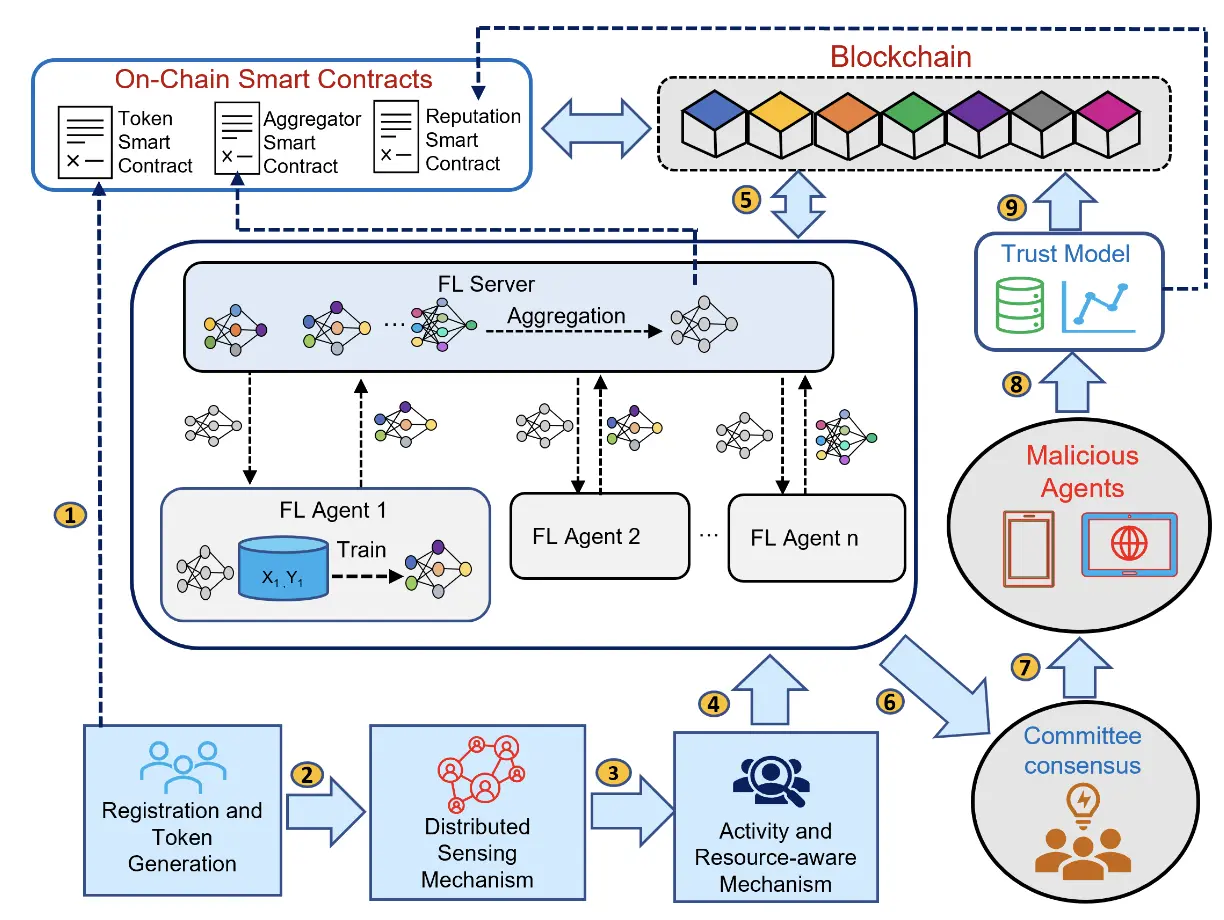 On-Chain Smart Contracts
Token
Smart
Contract
Aggregator
Smart
Contract
Reputation
Smart
Contract
Blockchain
5
9
Trust Model
FL Server
...
Aggregation
8
Malicious
Agents
1
FL Agent 1
X1, Y1
Train
FL Agent 2
...
FL Agent n
4
6
7
Committee
consensus
2
3
Registration and
Token
Generation
Distributed
Sensing
Mechanism
Activity and
Resource-aware
Mechanism